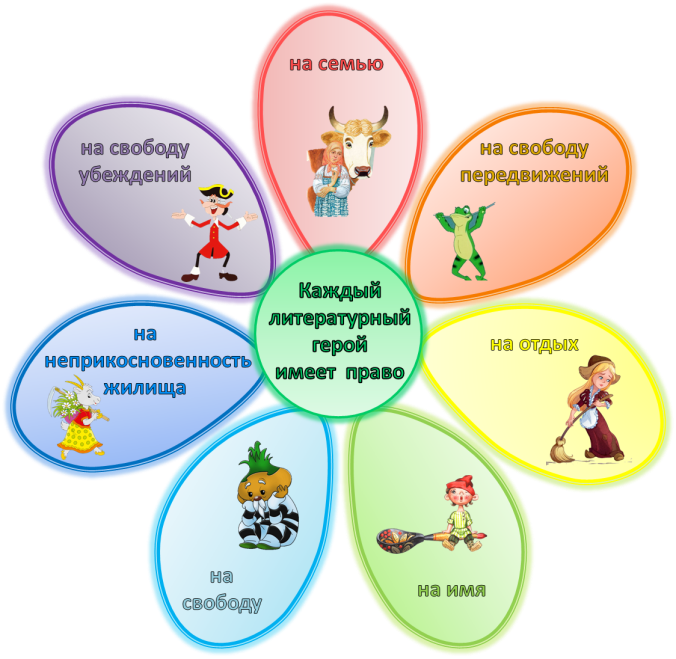 Каждый
литературный
герой
имеет право
на семью
на свободу
передвижений
на отдых
на имя
на
свободу
на
неприкосновенность
жилища
на свободу
убеждений